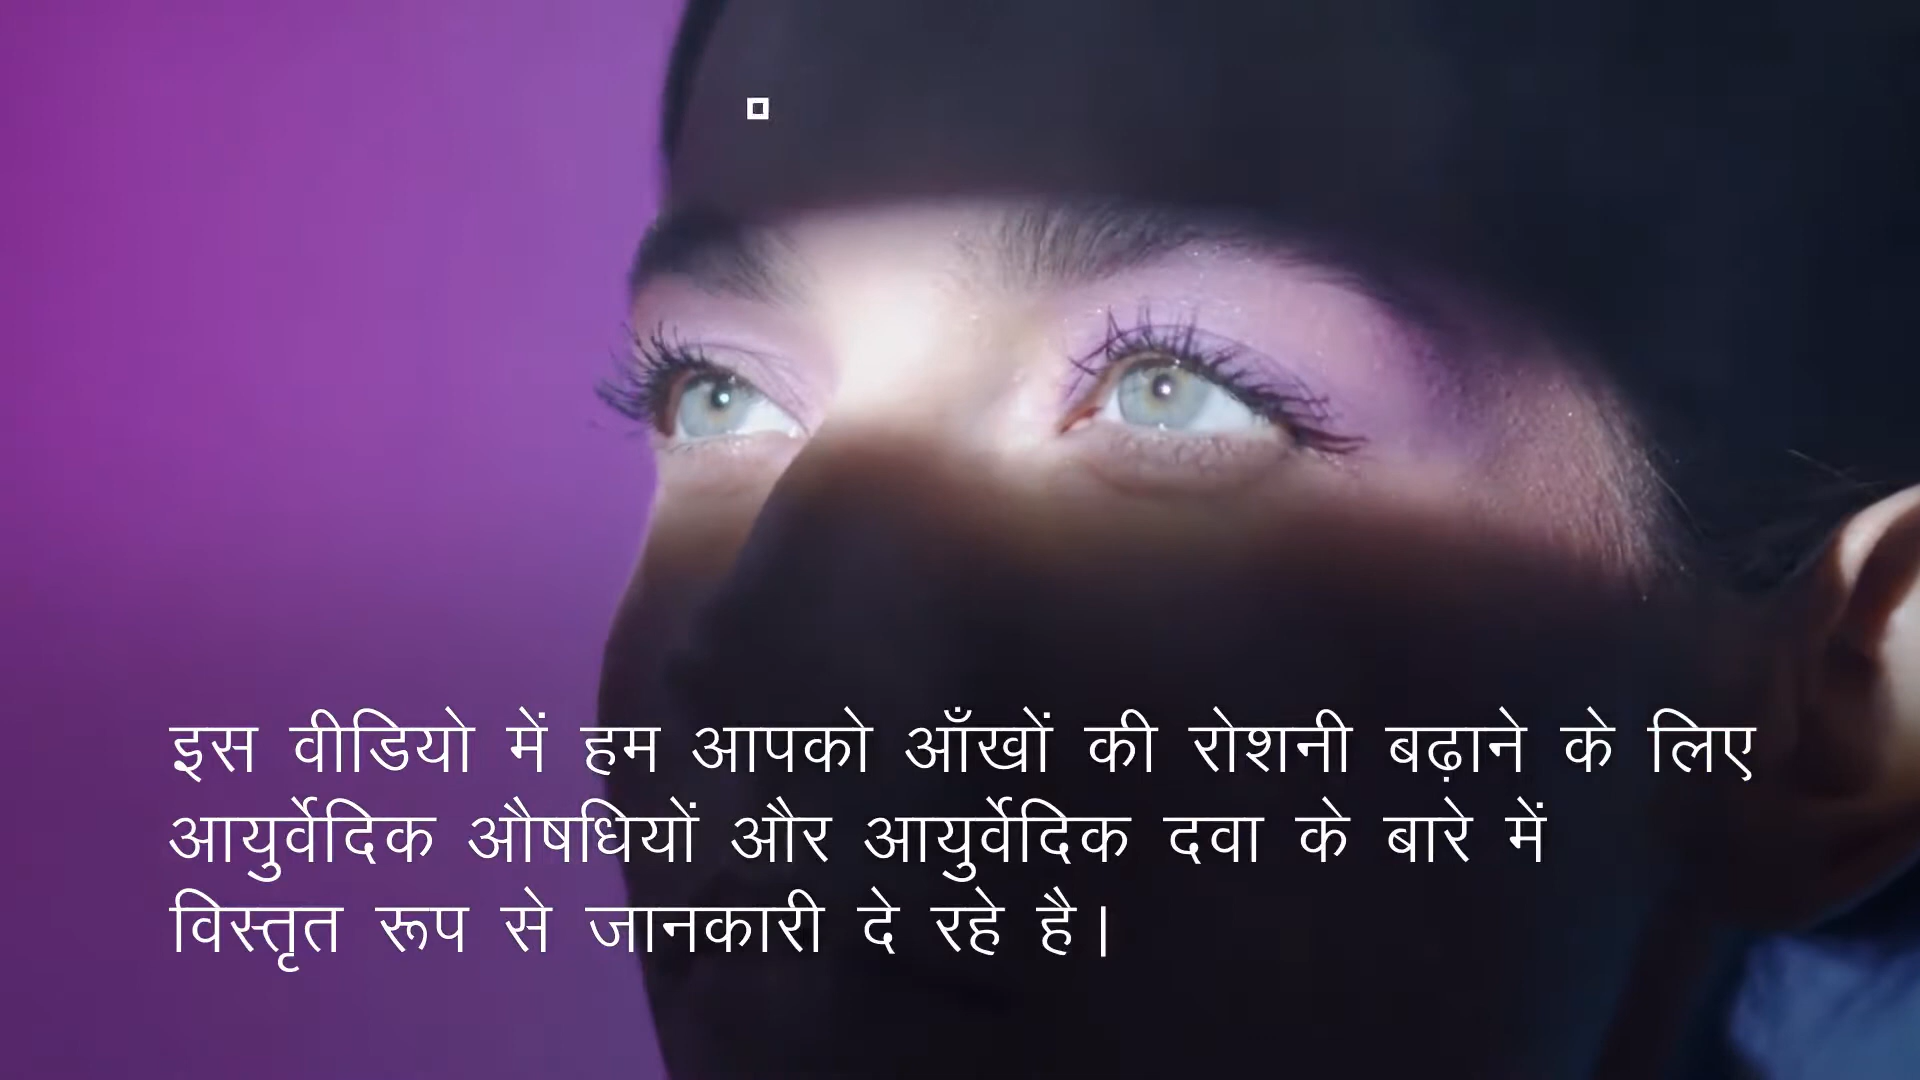 इस वीडियो में हम आपको आँखों की रोशनी बढ़ाने के लिए
आयुर्वेदिक औषधियों और आयुर्वेदिक दवा के बारे में
विस्तृत रूप से जानकारी दे रहे है।